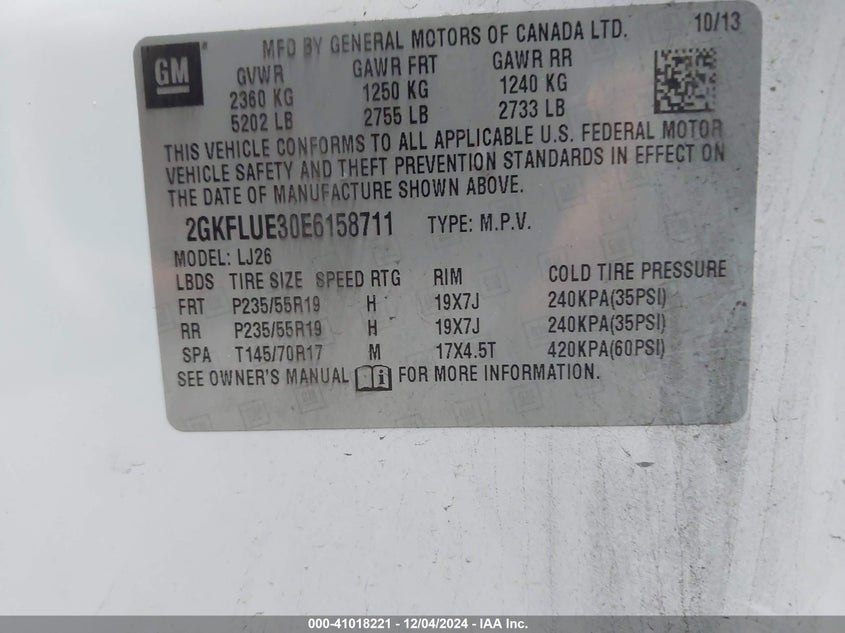 GM
MFD BY GENERAL MOTORS OF CANADA LTD. 10/13
GVWR GAWR FRT GAWR RR
2360 KG 1250 KG 1240 KG
5202 LB 2755 LB 2733 LB
THIS VEHICLE CONFORMS TO ALL APPLICABLE U.S. FEDERAL MOTOR
VEHICLE SAFETY AND THEFT PREVENTION STANDARDS IN EFFECT ON
THE DATE OF MANUFACTURE SHOWN ABOVE.
2GKFLUE30E6158711 TYPE: M.P.V.
MODEL: LJ26
LBDS TIRE SIZE SPEED RTG RIM COLD TIRE PRESSURE
FRT P235/55R19 H 19X7J 240KPA(35PSI)
RR P235/55R19 H 19X7J 240KPA(35PSI)
SPA T145/70R17 M 17X4.5T 420KPA(60PSI)
SEE OWNER'S MANUAL i FOR MORE INFORMATION.
000-41018221 - 12/04/2024 - IAA Inc.